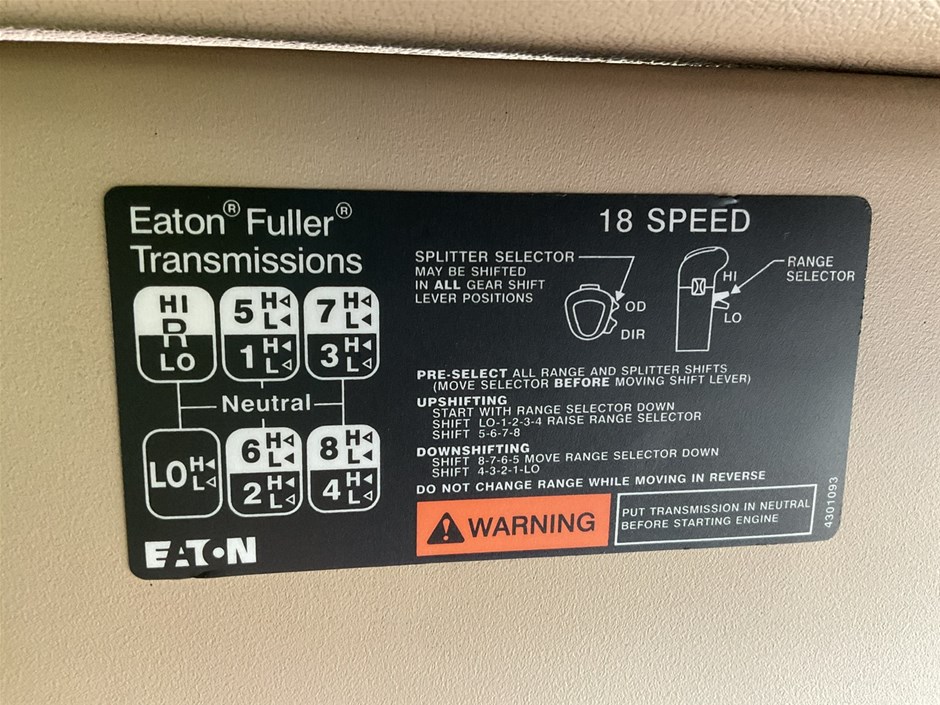 Eaton® Fuller®
Transmissions
18 SPEED
HI
R
LO
5 H
L
1 H
L
7 H
L
3 H
L
Neutral
LO H
L
6 H
L
2 H
L
8 H
L
4 H
L
EATON
SPLITTER SELECTOR
MAY BE SHIFTED
IN ALL GEAR SHIFT
LEVER POSITIONS
OD
DIR
HI
LO
RANGE
SELECTOR
PRE-SELECT ALL RANGE AND SPLITTER SHIFTS
(MOVE SELECTOR BEFORE MOVING SHIFT LEVER)
UPSHIFTING
START WITH RANGE SELECTOR DOWN
SHIFT LO-1-2-3-4 RAISE RANGE SELECTOR
SHIFT 5-6-7-8
DOWNSHIFTING
SHIFT 8-7-6-5 MOVE RANGE SELECTOR DOWN
SHIFT 4-3-2-1-LO
DO NOT CHANGE RANGE WHILE MOVING IN REVERSE
WARNING
PUT TRANSMISSION IN NEUTRAL
BEFORE STARTING ENGINE
4301093